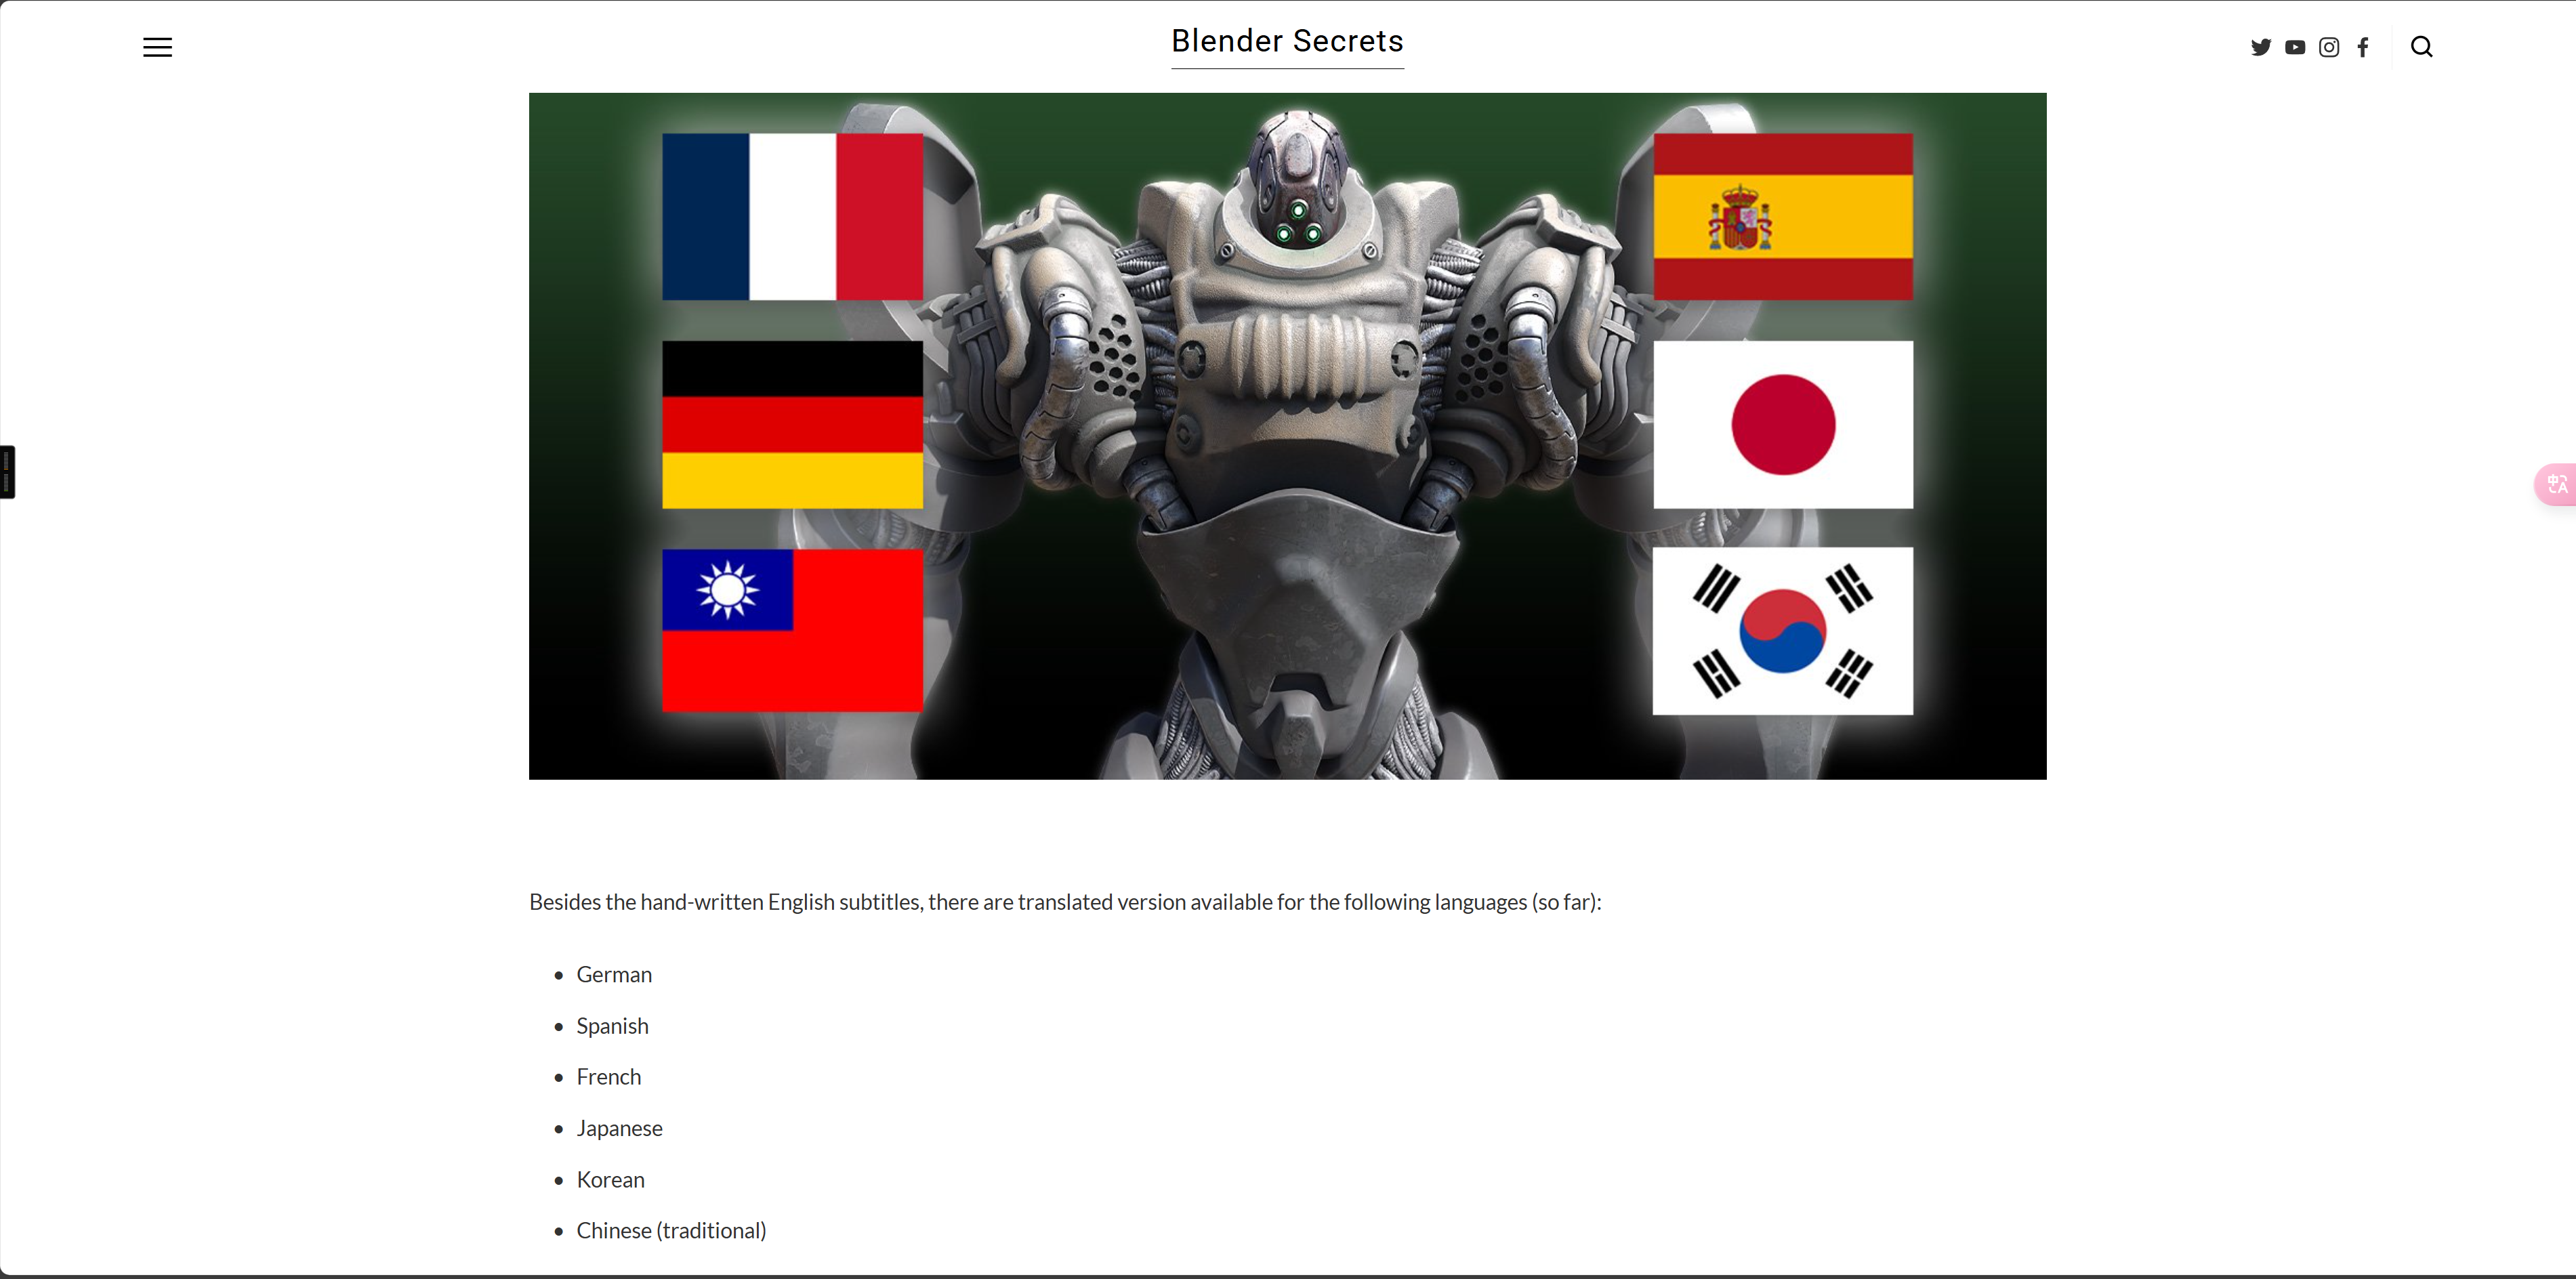 Blender Secrets
Besides the hand-written English subtitles, there are translated version available for the following languages (so far):
German
Spanish
French
Japanese
Korean
Chinese (traditional)